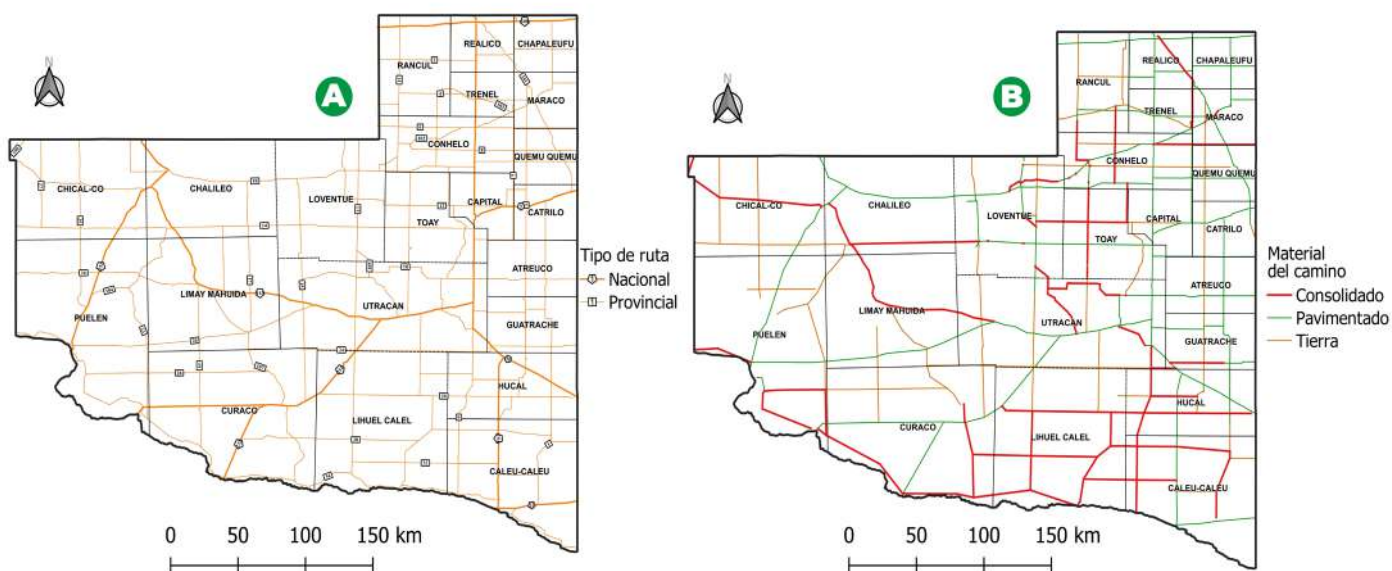 A
N
REALICO
CHAPALEUFU
RANCUL
TRENEL
MARACO
CONHELO
QUEMU QUEMU
CHICAL-CO
CHALILEO
LOVENTUE
TOAY
CAPITAL
CATRILO
ATREUCO
LIMAY MAHUIDA
UTRACAN
PUELEN
GUATRACHE
HUCAL
CURACO
LIHUEL CALEL
CALEU-CALEU
0 50 100 150 km
Tipo de ruta
1 Nacional
1 Provincial
B
N
REALICO
CHAPALEUFU
RANCUL
TRENEL
MARACO
CONHELO
QUEMU QUEMU
CHICAL-CO
CHALILEO
LOVENTUE
CAPITAL
CATRILO
TOAY
ATREUCO
LIMAY MAHUIDA
UTRACAN
PUELEN
GUATRACHE
HUCAL
CURACO
LIHUEL CALEL
CALEU-CALEU
0 50 100 150 km
Material
del camino
Consolidado
Pavimentado
Tierra